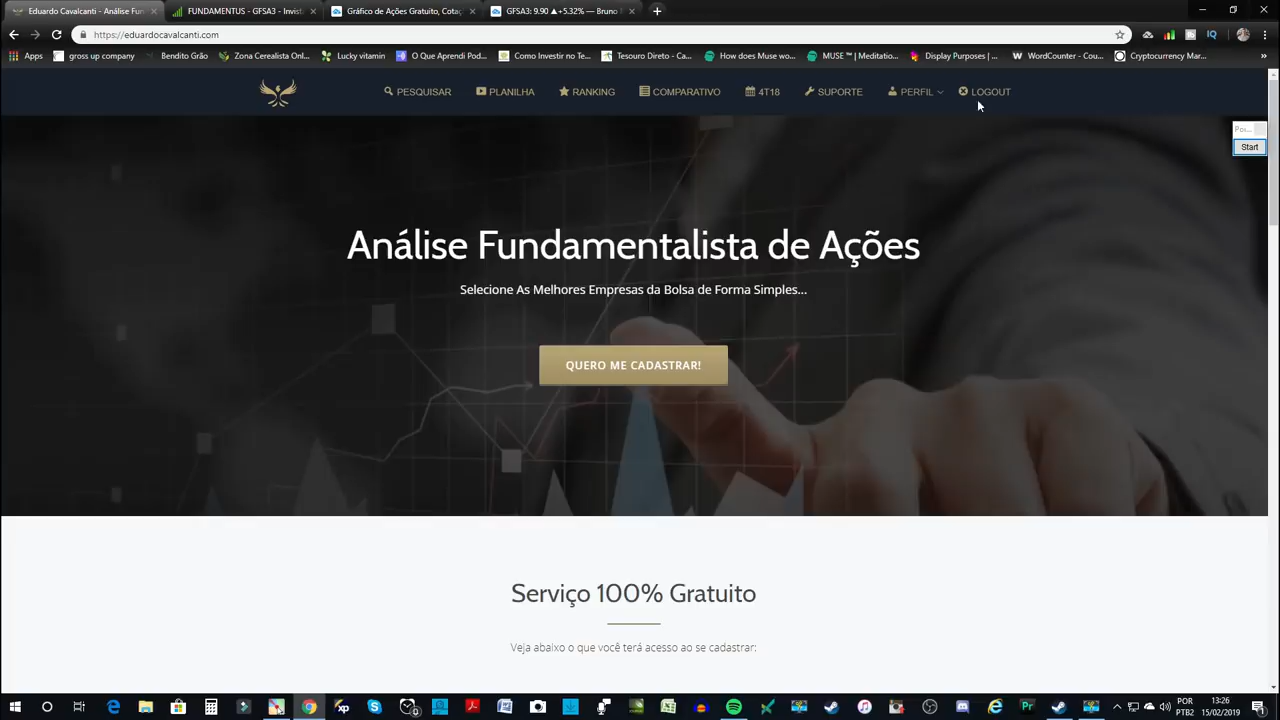 Eduardo Cavalcanti - Análise Fun
FUNDAMENTUS - GFSA3 - Invist
Gráfico de Ações Gratuito, Cotaç
GFSA3: 9.90 ▲+5.32% — Bruno F
https://eduardocavalcanti.com
Apps
gross up company
Bendito Grão
Zona Cerealista Onl...
Lucky vitamin
O Que Aprendi Pod...
Como Investir no Te...
Tesouro Direto - Ca...
How does Muse wo...
MUSE ™ | Meditatio...
Display Purposes | ...
WordCounter - Cou...
Cryptocurrency Mar...
PESQUISAR
PLANILHA
RANKING
COMPARATIVO
4T18
SUPORTE
PERFIL
LOGOUT
Poi...
Start
Análise Fundamentalista de Ações
Selecione As Melhores Empresas da Bolsa de Forma Simples...
QUERO ME CADASTRAR!
Serviço 100% Gratuito
Veja abaixo o que você terá acesso ao se cadastrar:
POR
PTB2
13:26
15/02/2019